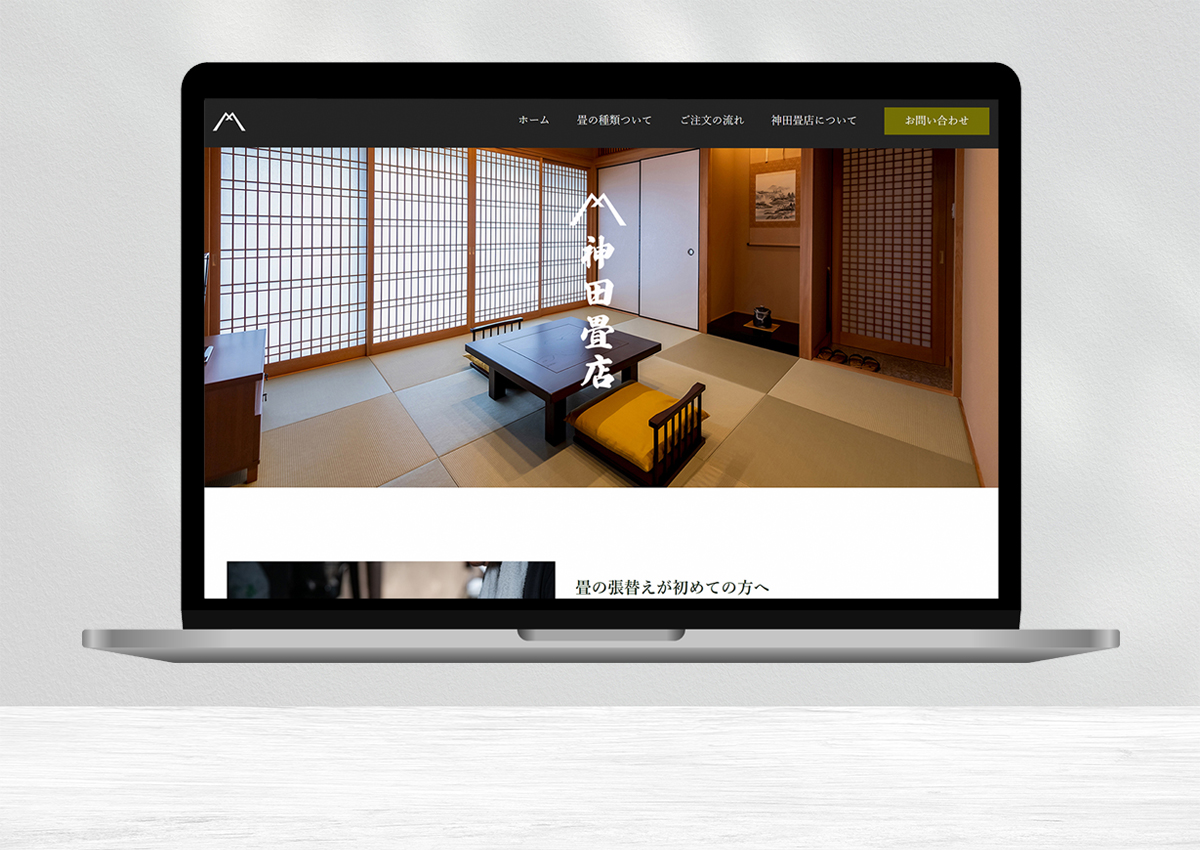 ホーム
畳の種類ついて
ご注文の流れ
神田畳店について
お問い合わせ
神田畳店
畳の張替えが初めての方へ